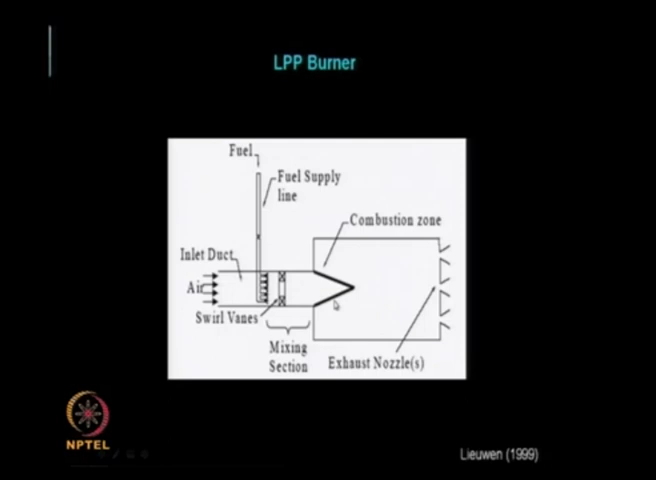 LPP Burner
Fuel
Fuel Supply
line
Combustion zone
Inlet Duct
Air
Swirl Vanes
Mixing
Section
Exhaust Nozzle(s)
NPTEL
Lieuwen (1999)